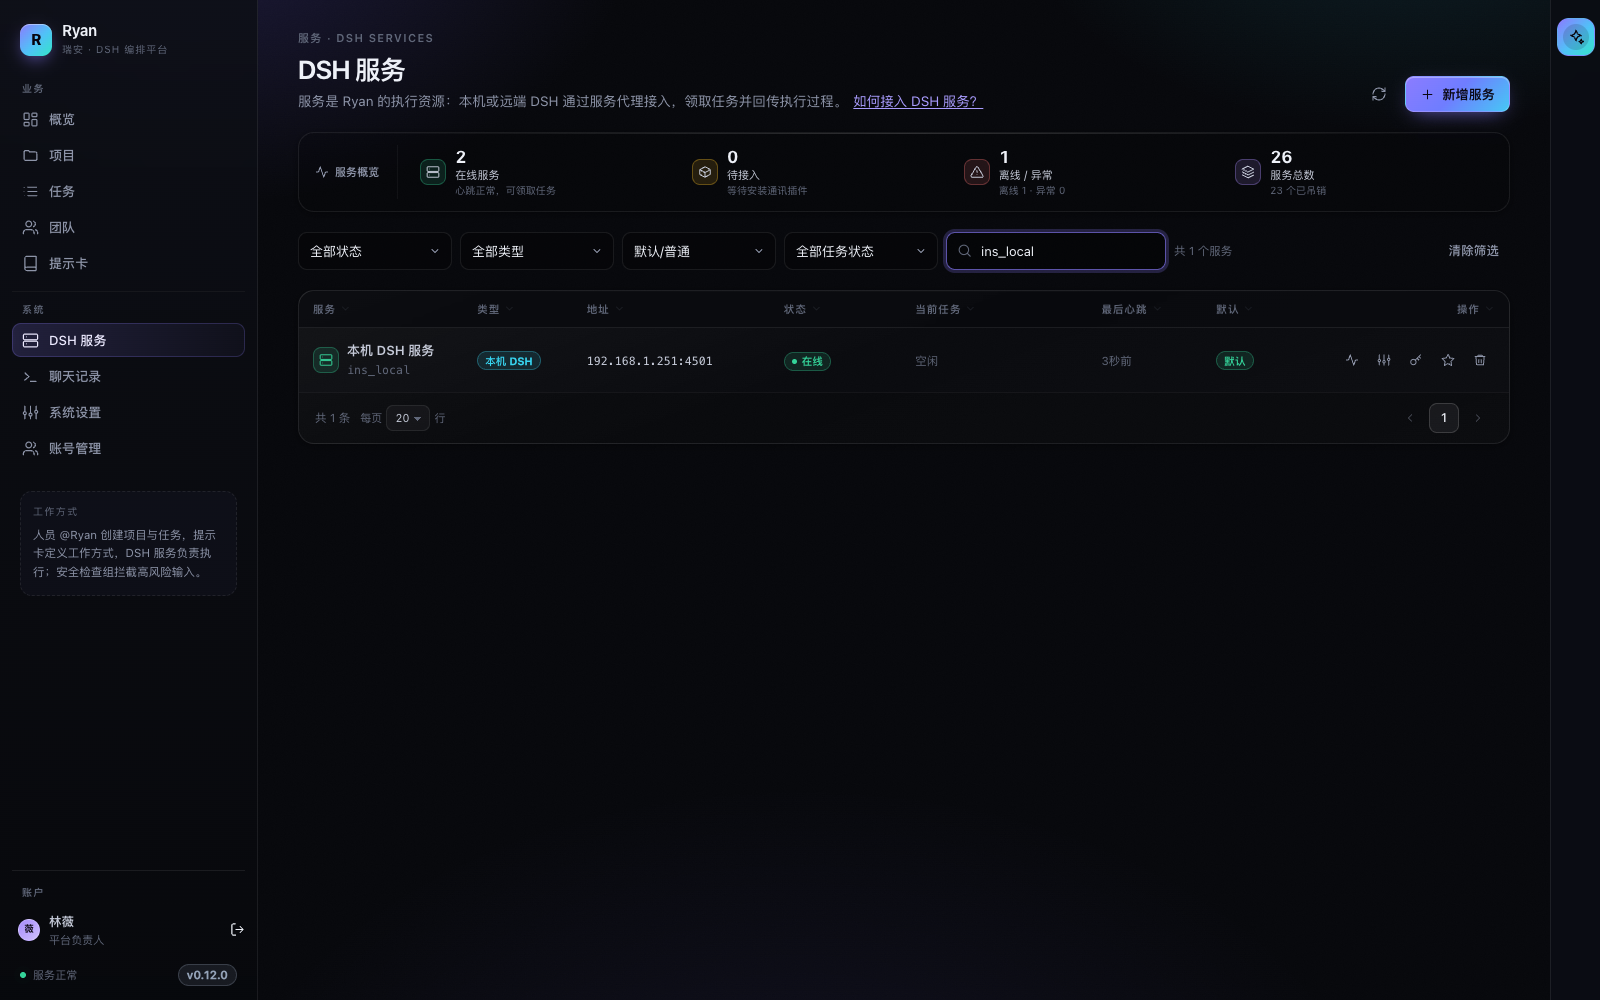 R
Ryan
瑞安 · DSH 编排平台
业务
概览
项目
任务
团队
提示卡
系统
DSH 服务
聊天记录
系统设置
账号管理
工作方式
人员 @Ryan 创建项目与任务，提示
卡定义工作方式，DSH 服务负责执
行；安全检查组拦截高风险输入。
账户
薇
林薇
平台负责人
服务正常
v0.12.0
服务 · DSH SERVICES
DSH 服务
服务是 Ryan 的执行资源：本机或远端 DSH 通过服务代理接入，领取任务并回传执行过程。 如何接入 DSH 服务？
新增服务
服务概览
2
在线服务
心跳正常，可领取任务
0
待接入
等待安装通讯插件
1
离线 / 异常
离线 1 · 异常 0
26
服务总数
23 个已吊销
全部状态
全部类型
默认/普通
全部任务状态
ins_local
共 1 个服务
清除筛选
服务 类型 地址 状态 当前任务 最后心跳 默认 操作
本机 DSH 服务
ins_local
本机 DSH
192.168.1.251:4501
在线
空闲
3秒前
默认
共 1 条 每页 20 行
1